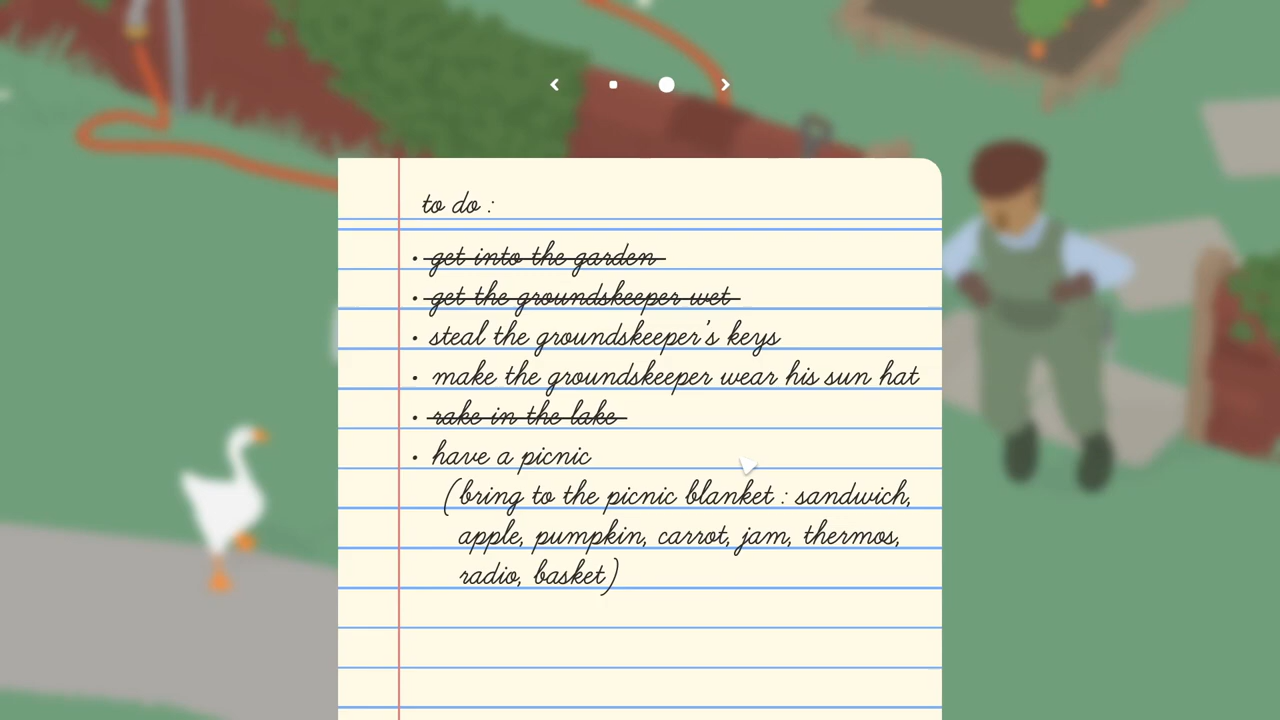 to do :
• get into the garden
• get the groundskeeper wet
• steal the groundskeeper's keys
• make the groundskeeper wear his sun hat
• rake in the lake
• have a picnic
(bring to the picnic blanket : sandwich,
apple, pumpkin, carrot, jam, thermos,
radio, basket)